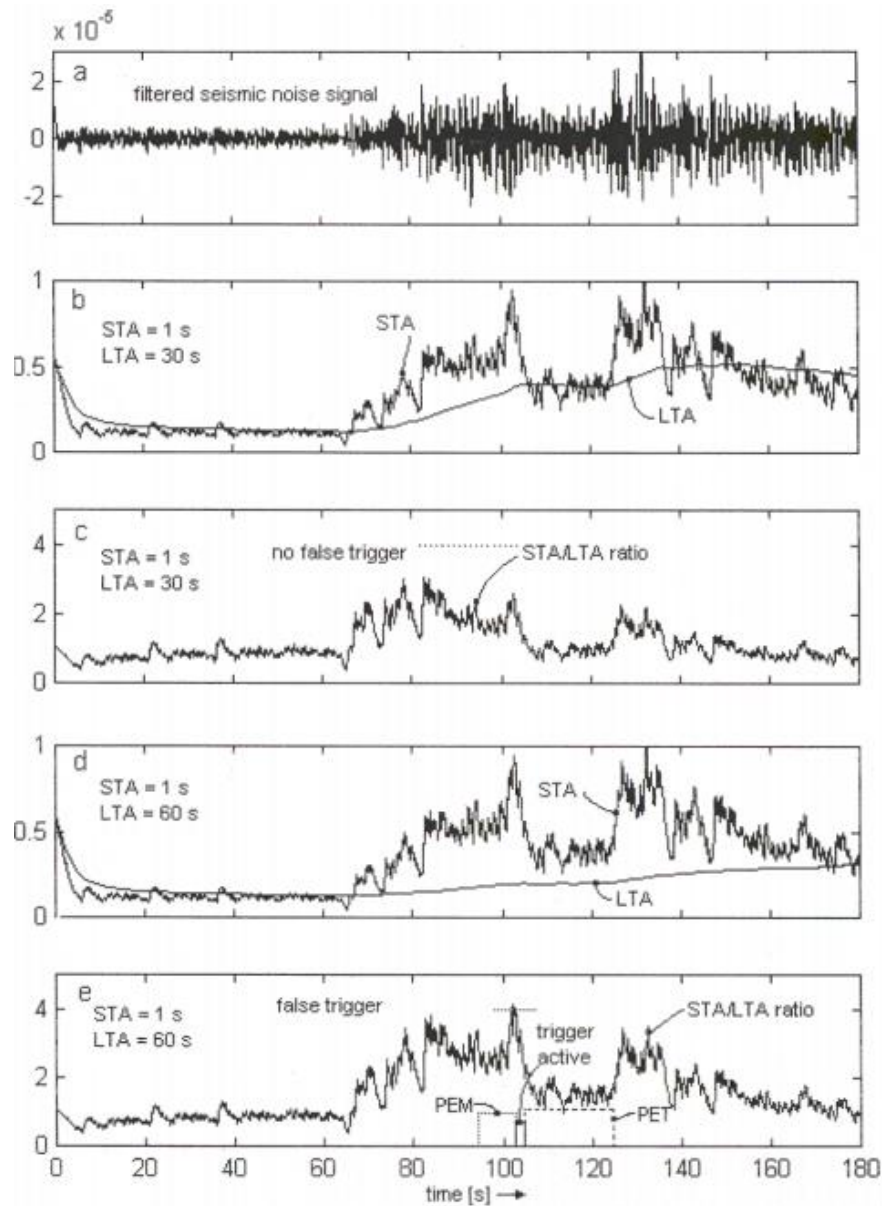 x 10^-5
a
filtered seismic noise signal
2
0
-2
1
b
STA = 1 s
LTA = 30 s
STA
0.5
LTA
0
c
STA = 1 s
LTA = 30 s
no false trigger
STA/LTA ratio
4
2
0
1
d
STA = 1 s
LTA = 60 s
STA
0.5
LTA
0
e
STA = 1 s
LTA = 60 s
false trigger
STA/LTA ratio
trigger
active
PEM
PET
4
2
0
0 20 40 60 80 100 120 140 160 180
time [s]